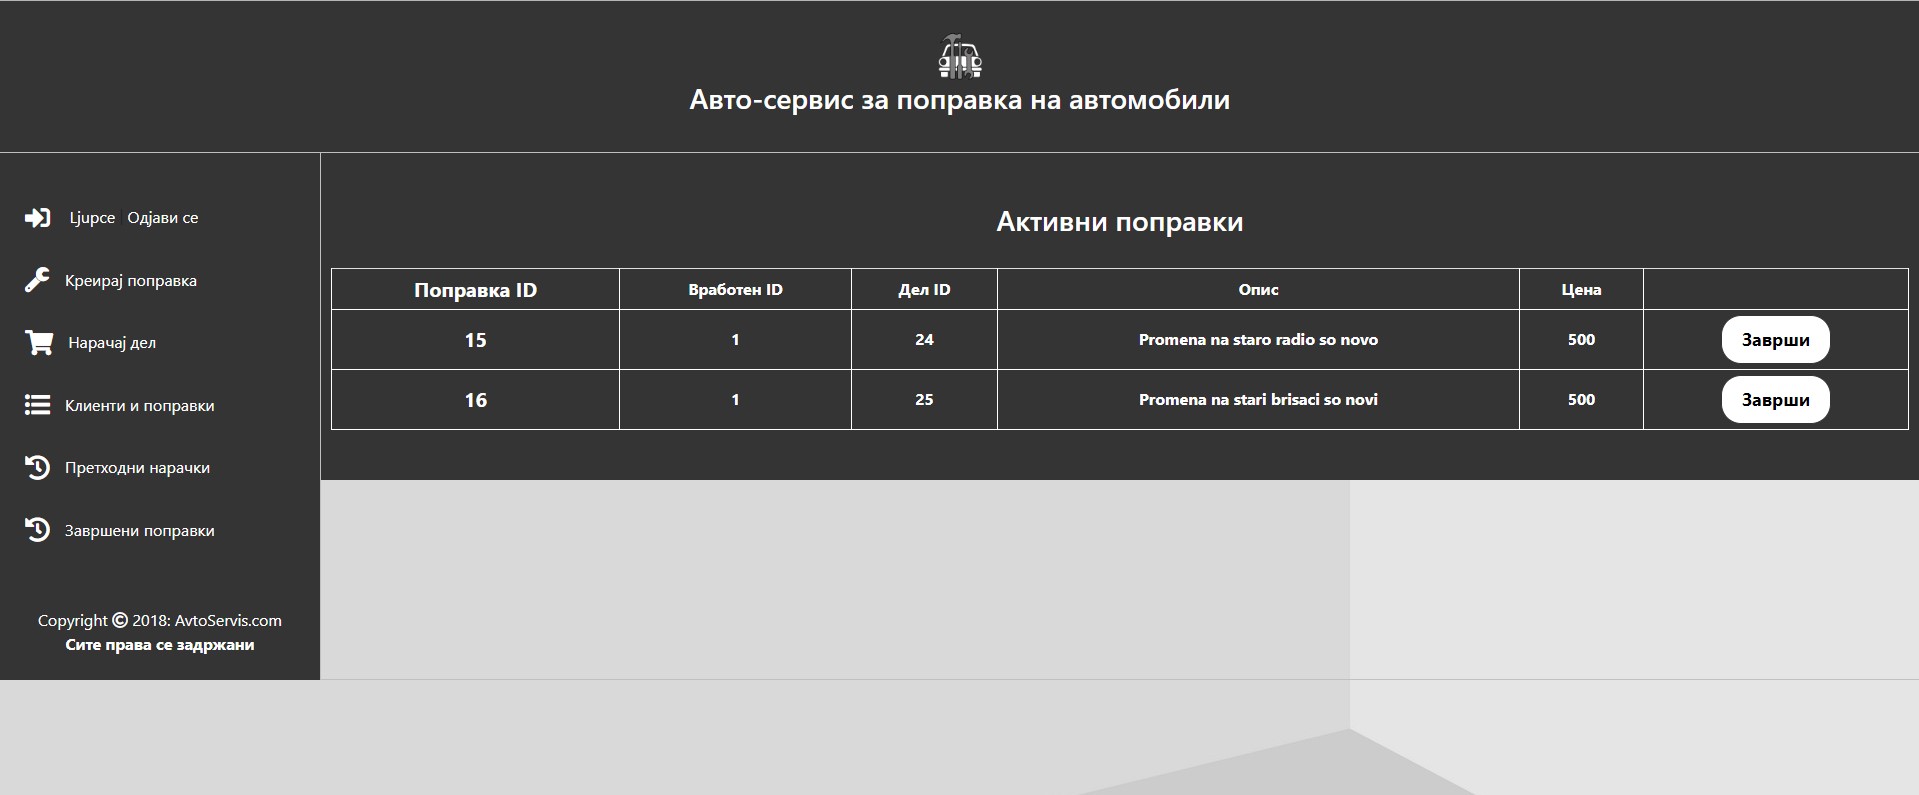 Авто-сервис за поправка на автомобили
Ljupce | Одјави се
Креирај поправка
Нарачај дел
Клиенти и поправки
Претходни нарачки
Завршени поправки
Copyright © 2018: AvtoServis.com
Сите права се задржани
Активни поправки
Поправка ID Вработен ID Дел ID Опис Цена
15 1 24 Promena na staro radio so novo 500 Заврши
16 1 25 Promena na stari brisaci so novi 500 Заврши